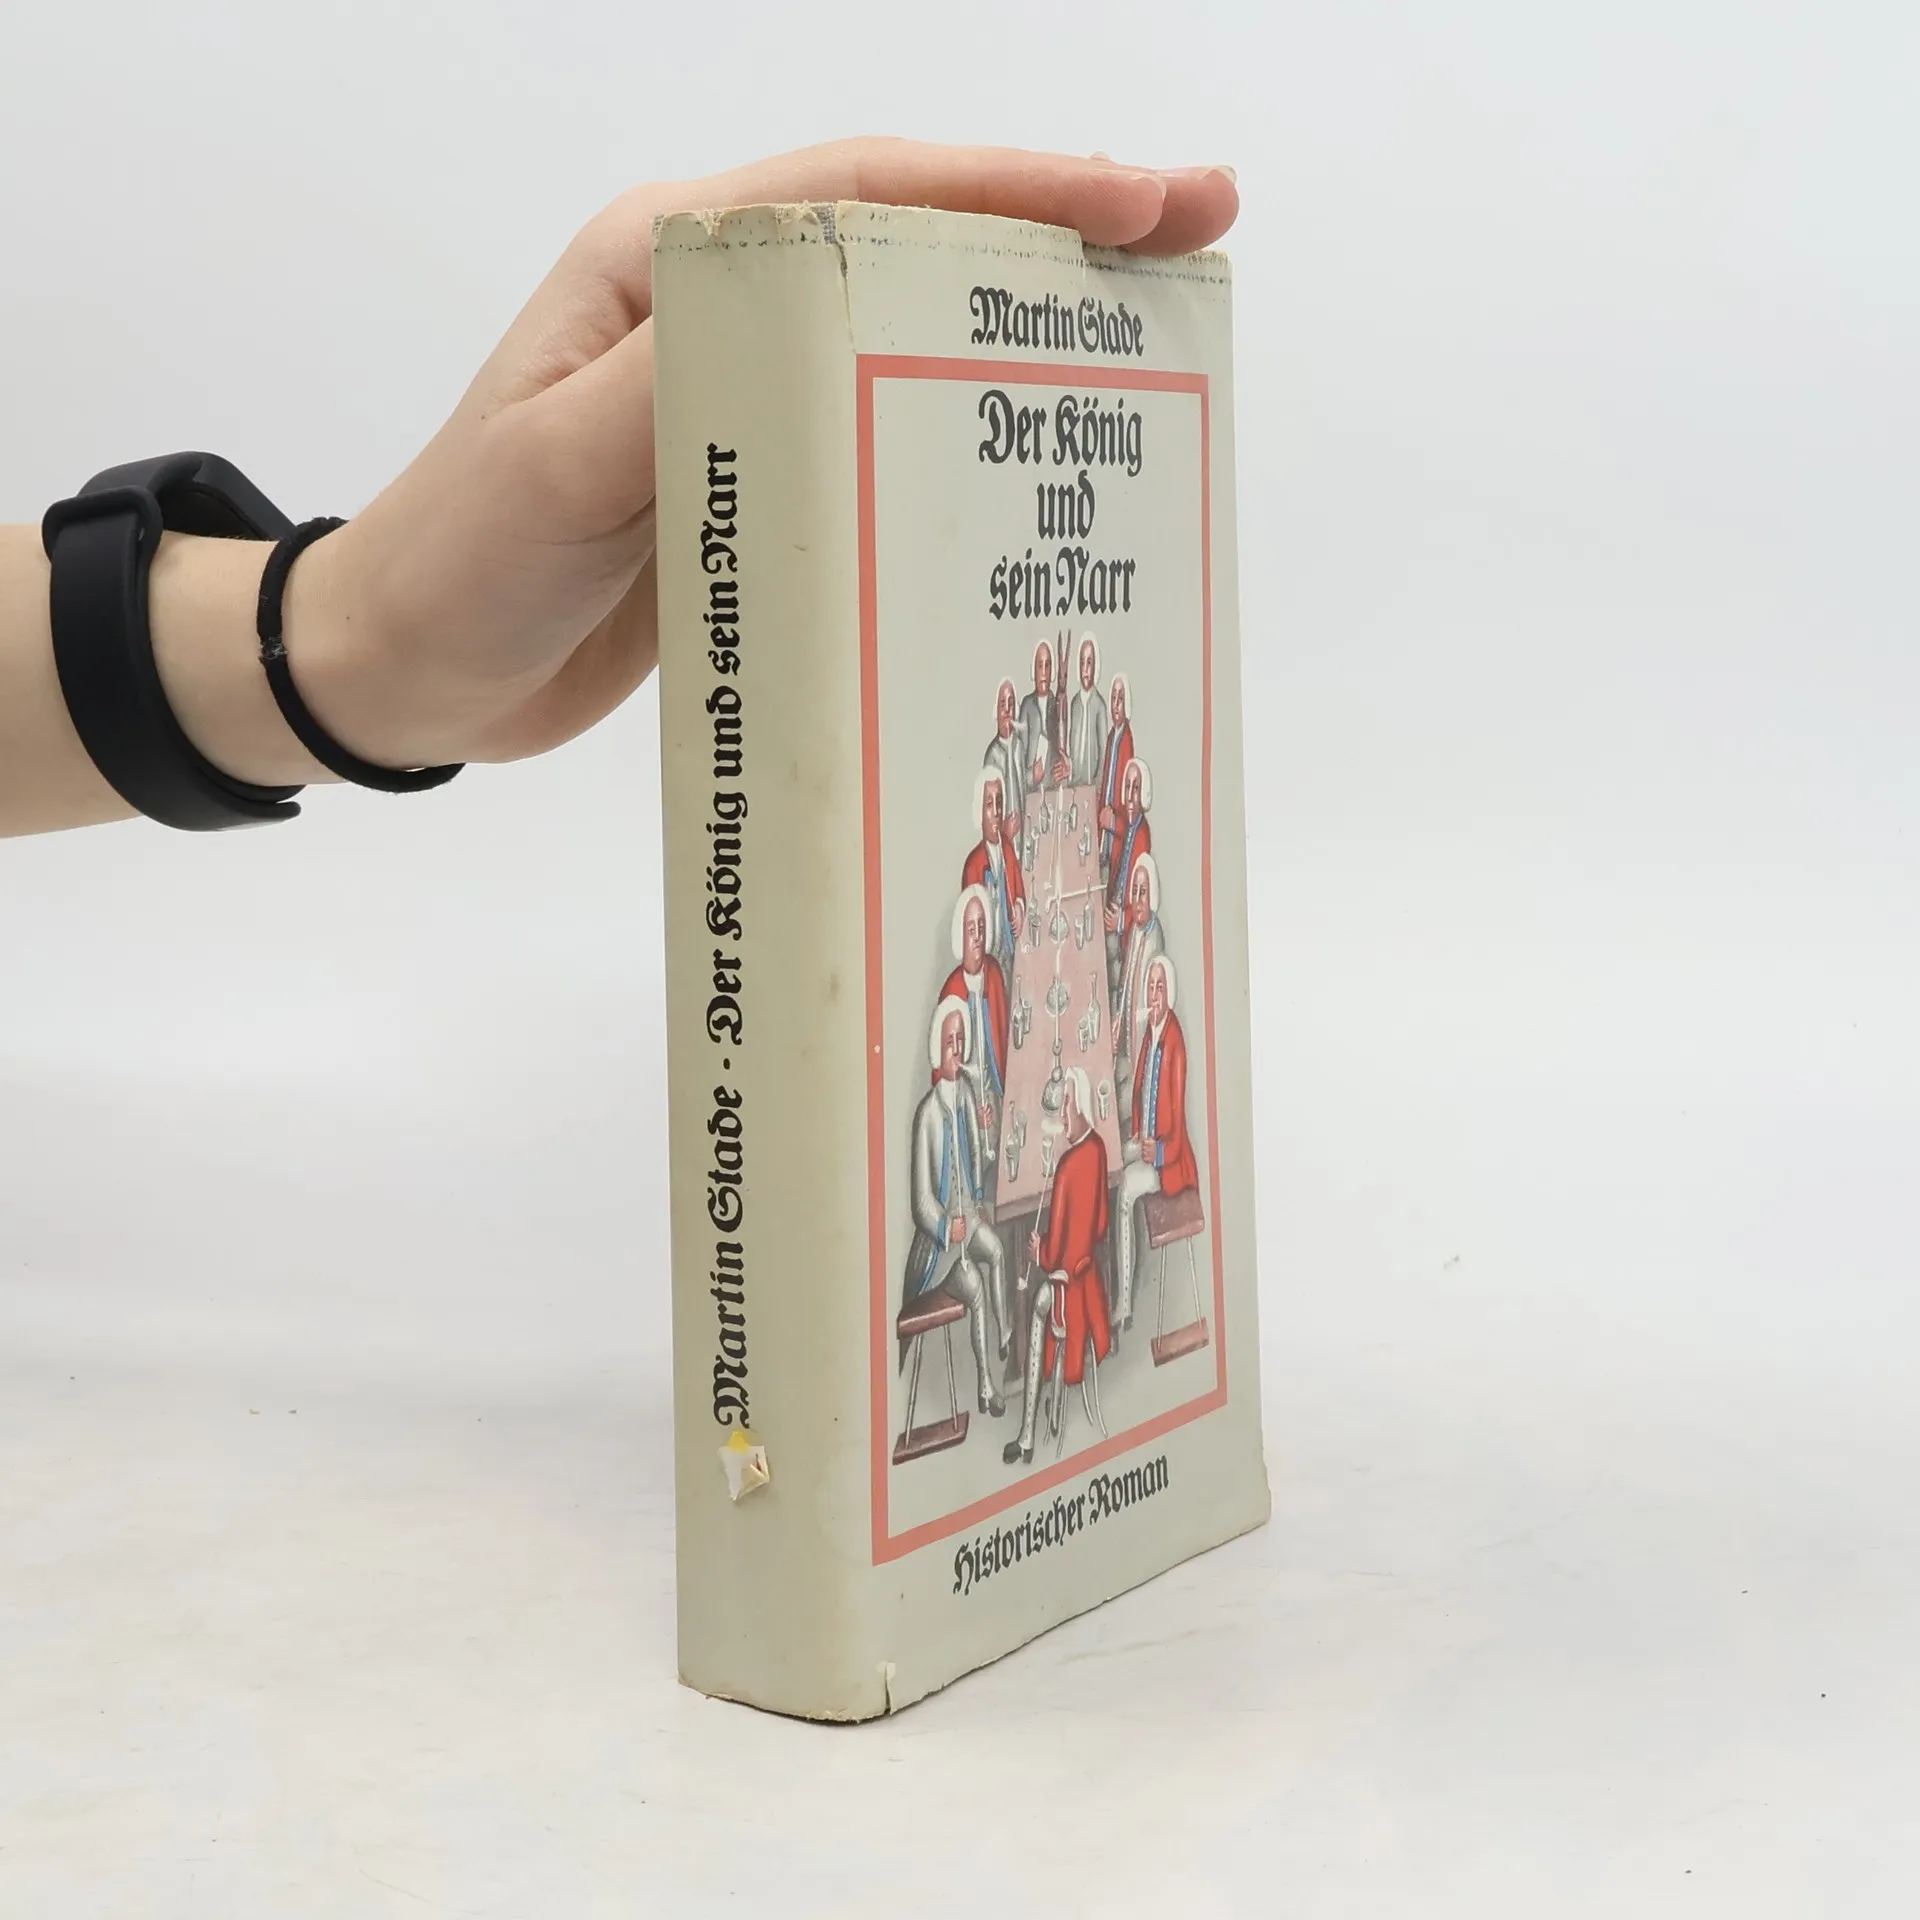 Martin Stade
Der König
und
sein Narr
Historischer Roman
Martin Stade · Der König und sein Narr